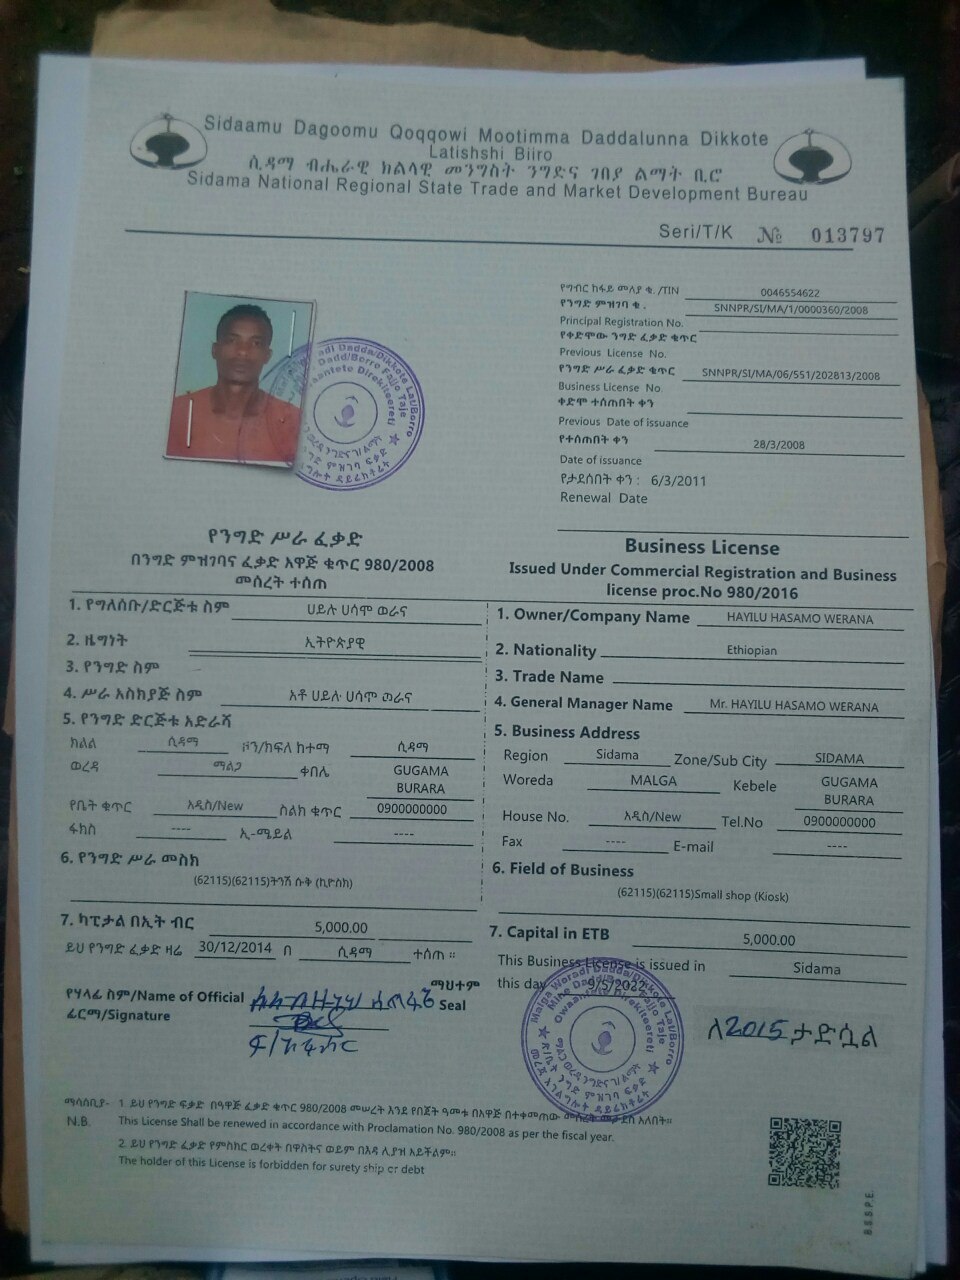 Sidaamu Dagoomu Qoqqowi Mootimma Daddalunna Dikkote
Latishshi Biiro
ሲዳማ ብሔራዊ ክልላዊ መንግስት ንግድና ገበያ ልማት ቢሮ
Sidama National Regional State Trade and Market Development Bureau
Seri/T/K № 013797
የግብር ከፋይ መለያ ቁ. /TIN 0046554622
የንግድ ምዝገባ ቁ. SNNPR/SI/MA/1/0000360/2008
Principal Registration No.
የቀድሞው ንግድ ፈቃድ ቁጥር
Previous License No.
የንግድ ሥራ ፈቃድ ቁጥር SNNPR/SI/MA/06/551/202813/2008
Business License No
ቀድሞ የተሰጠበት ቀን
Previous Date of issuance
የተሰጠበት ቀን 28/3/2008
Date of issuance
የታደሰበት ቀን : 6/3/2011
Renewal Date
የንግድ ሥራ ፈቃድ
በንግድ ምዝገባና ፈቃድ አዋጅ ቁጥር 980/2008
መሰረት ተሰጠ
Business License
Issued Under Commercial Registration and Business
license proc.No 980/2016
1. የግለሰቡ/ድርጅቱ ስም ሀይሉ ሀሳሞ ወራና
2. ዜግነት ኢትዮጵያዊ
3. የንግድ ስም
4. ሥራ አስኪያጅ ስም አቶ ሀይሉ ሀሳሞ ወራና
5. የንግድ ድርጅቱ አድራሻ
ክልል ሲዳማ ዞን/ክፍለ ከተማ ሲዳማ
ወረዳ ማልጋ ቀበሌ GUGAMA
BURARA
የቤት ቁጥር አዲስ/New ስልክ ቁጥር 0900000000
ፋክስ ---- ኢ-ሜይል ----
6. የንግድ ሥራ መስክ
(62115)(62115)ትንሽ ሱቅ (ኪዮስክ)
7. ካፒታል በኢት ብር 5,000.00
ይህ የንግድ ፈቃድ ዛሬ 30/12/2014 በ ሲዳማ ተሰጠ ።
1. Owner/Company Name HAYILU HASAMO WERANA
2. Nationality Ethiopian
3. Trade Name
4. General Manager Name Mr. HAYILU HASAMO WERANA
5. Business Address
Region Sidama Zone/Sub City SIDAMA
Woreda MALGA Kebele GUGAMA
BURARA
House No. አዲስ/New Tel.No 0900000000
Fax ---- E-mail ----
6. Field of Business
(62115)(62115)Small shop (Kiosk)
7. Capital in ETB 5,000.00
This Business License is issued in Sidama
this day 9/5/2022
የሃላፊ ስም/Name of Official
ፊርማ/Signature
ማህተም
Seal
ለ2015 ታድሷል
ማሳሰቢያ- 1 ይህ የንግድ ፍቃድ በዓዋጅ ፈቃድ ቁጥር 980/2008 መሠረት እንደ የበጀት ዓመቱ በአዋጅ በተቀመጠው መሰረት መታደስ አለበት።
N.B. This License Shall be renewed in accordance with Proclamation No. 980/2008 as per the fiscal year.
2. ይህ የንግድ ፈቃድ የምስክር ወረቀት በዋስትና ወይም በእዳ ሊያዝ አይችልም።
The holder of this License is forbidden for surety ship or debt
B.S.S.P.E.